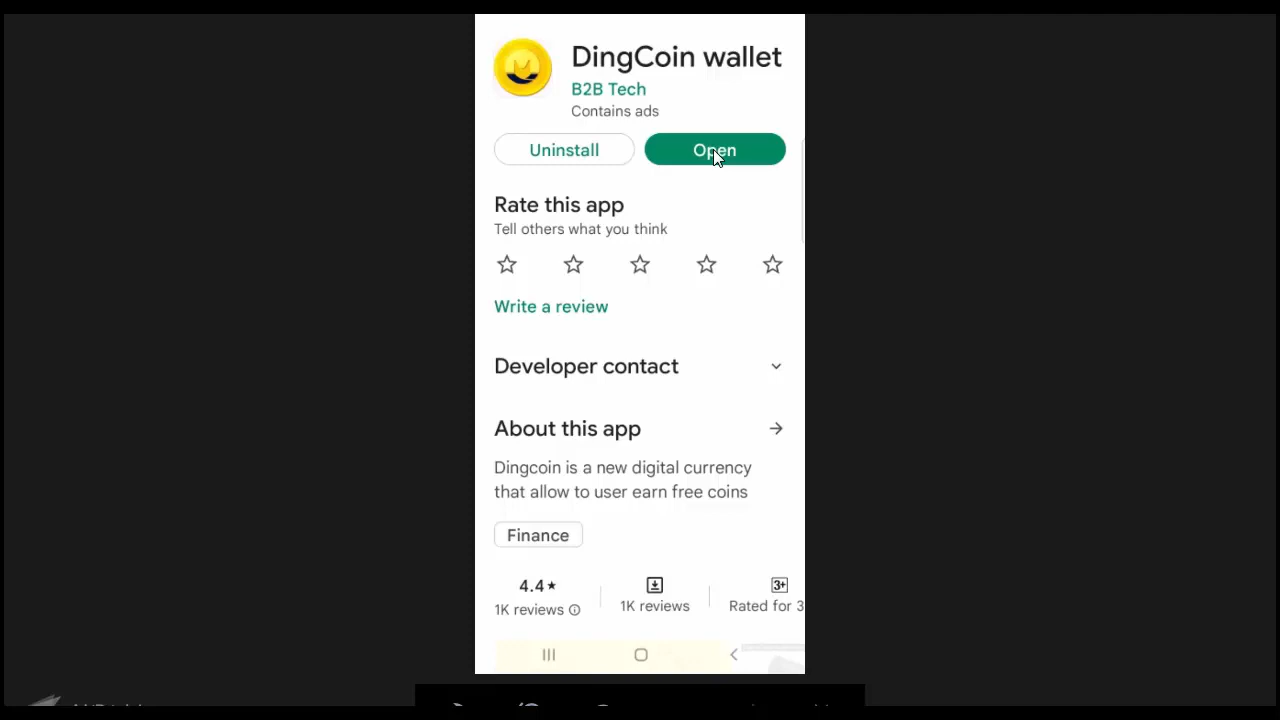 DingCoin wallet
B2B Tech
Contains ads
Uninstall
Open
Rate this app
Tell others what you think
Write a review
Developer contact
About this app
Dingcoin is a new digital currency
that allow to user earn free coins
Finance
4.4★
3+
1K reviews
1K reviews
Rated for 3